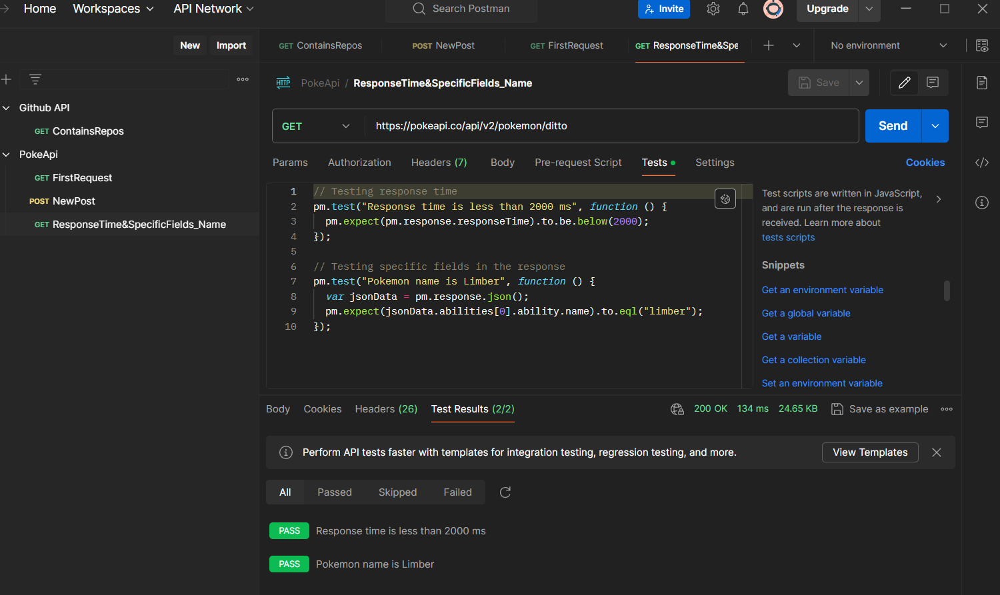 Home Workspaces API Network Search Postman Invite Upgrade
New Import
GET ContainsRepos POST NewPost GET FirstRequest GET ResponseTime&Spe No environment
PokeApi / ResponseTime&SpecificFields_Name Save
Github API
GET ContainsRepos
PokeApi
GET FirstRequest
POST NewPost
GET ResponseTime&SpecificFields_Name
HTTP
GET https://pokeapi.co/api/v2/pokemon/ditto Send
Params Authorization Headers (7) Body Pre-request Script Tests Settings Cookies
1 // Testing response time
2 pm.test("Response time is less than 2000 ms", function () {
3 pm.expect(pm.response.responseTime).to.be.below(2000);
4 });
5
6 // Testing specific fields in the response
7 pm.test("Pokemon name is Limber", function () {
8 var jsonData = pm.response.json();
9 pm.expect(jsonData.abilities[0].ability.name).to.eql("limber");
10 });
Test scripts are written in JavaScript,
and are run after the response is
received. Learn more about
tests scripts
Snippets
Get an environment variable
Get a global variable
Get a variable
Get a collection variable
Set an environment variable
Body Cookies Headers (26) Test Results (2/2) 200 OK 134 ms 24.65 KB Save as example
Perform API tests faster with templates for integration testing, regression testing, and more. View Templates
All Passed Skipped Failed
PASS Response time is less than 2000 ms
PASS Pokemon name is Limber